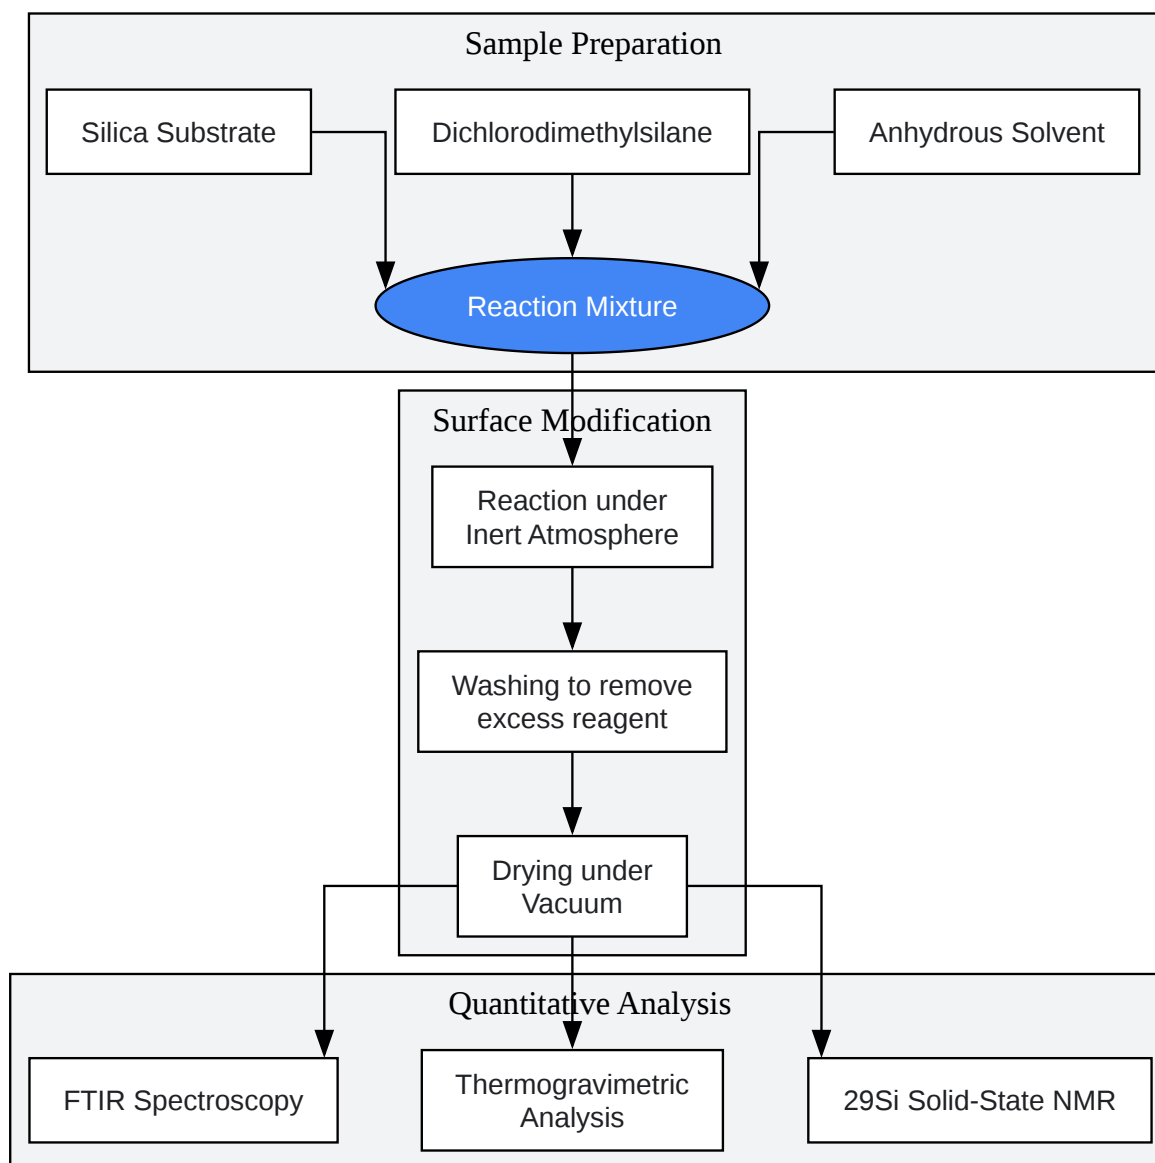 Sample Preparation
Silica Substrate
Dichlorodimethylsilane
Anhydrous Solvent
Reaction Mixture
Surface Modification
Reaction under
Inert Atmosphere
Washing to remove
excess reagent
Drying under
Vacuum
Quantitative Analysis
FTIR Spectroscopy
Thermogravimetric
Analysis
29Si Solid-State NMR